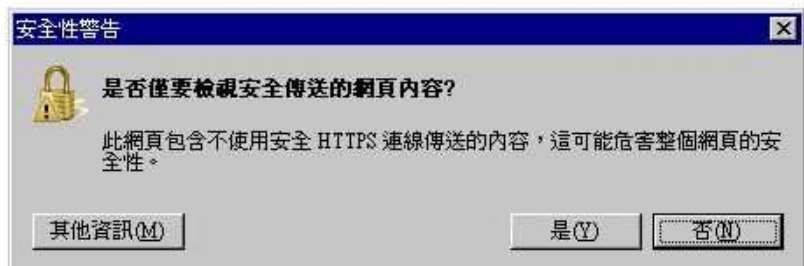 安全性警告
是否僅要檢視安全傳送的網頁內容?
此網頁包含不使用安全 HTTPS 連線傳送的內容，這可能危害整個網頁的安
全性。
其他資訊(M) 是(Y) 否(N)